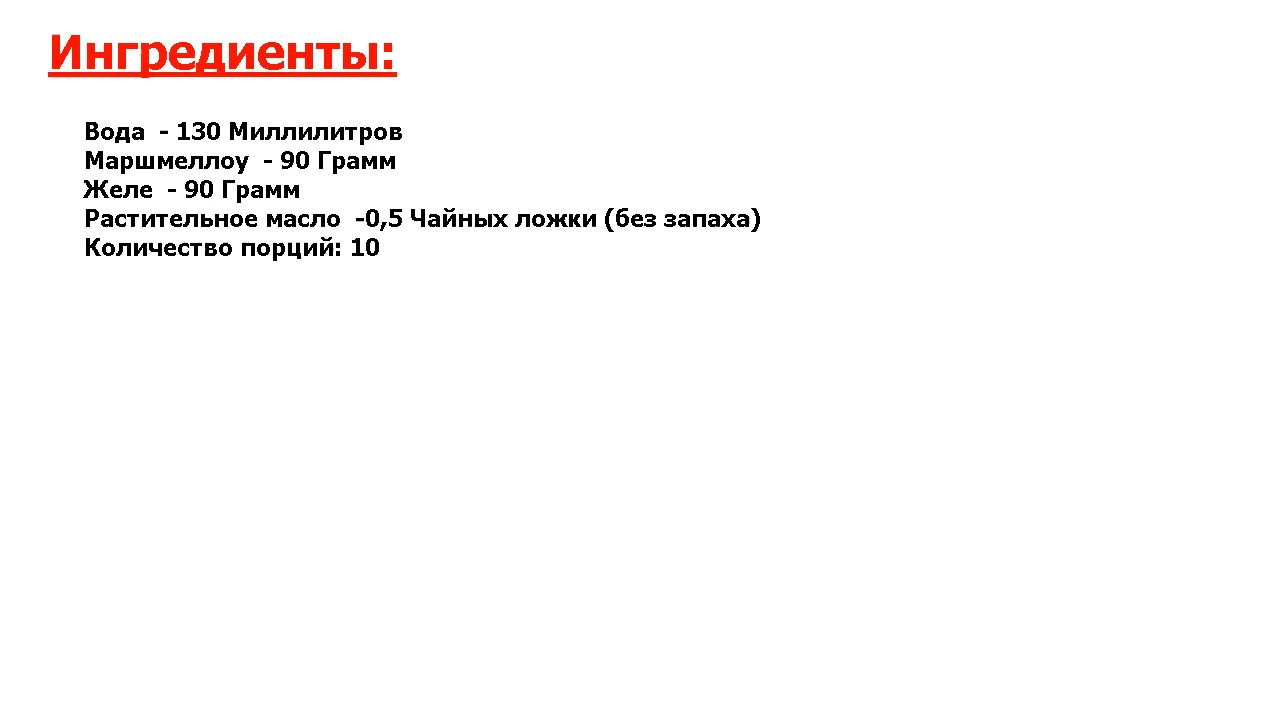 Ингредиенты:
Вода  - 130 Миллилитров
Маршмеллоу  - 90 Грамм
Желе  - 90 Грамм
Растительное масло  -0,5 Чайных ложки (без запаха)
Количество порций: 10